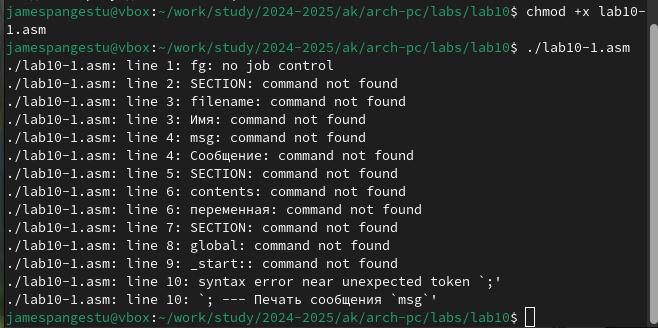 jamespangestu@vbox:~/work/study/2024-2025/ak/arch-pc/labs/lab10$ chmod +x lab10-
1.asm
jamespangestu@vbox:~/work/study/2024-2025/ak/arch-pc/labs/lab10$ ./lab10-1.asm
./lab10-1.asm: line 1: fg: no job control
./lab10-1.asm: line 2: SECTION: command not found
./lab10-1.asm: line 3: filename: command not found
./lab10-1.asm: line 3: Имя: command not found
./lab10-1.asm: line 4: msg: command not found
./lab10-1.asm: line 4: Сообщение: command not found
./lab10-1.asm: line 5: SECTION: command not found
./lab10-1.asm: line 6: contents: command not found
./lab10-1.asm: line 6: переменная: command not found
./lab10-1.asm: line 7: SECTION: command not found
./lab10-1.asm: line 8: global: command not found
./lab10-1.asm: line 9: _start:: command not found
./lab10-1.asm: line 10: syntax error near unexpected token `;'
./lab10-1.asm: line 10: `; --- Печать сообщения `msg`'
jamespangestu@vbox:~/work/study/2024-2025/ak/arch-pc/labs/lab10$